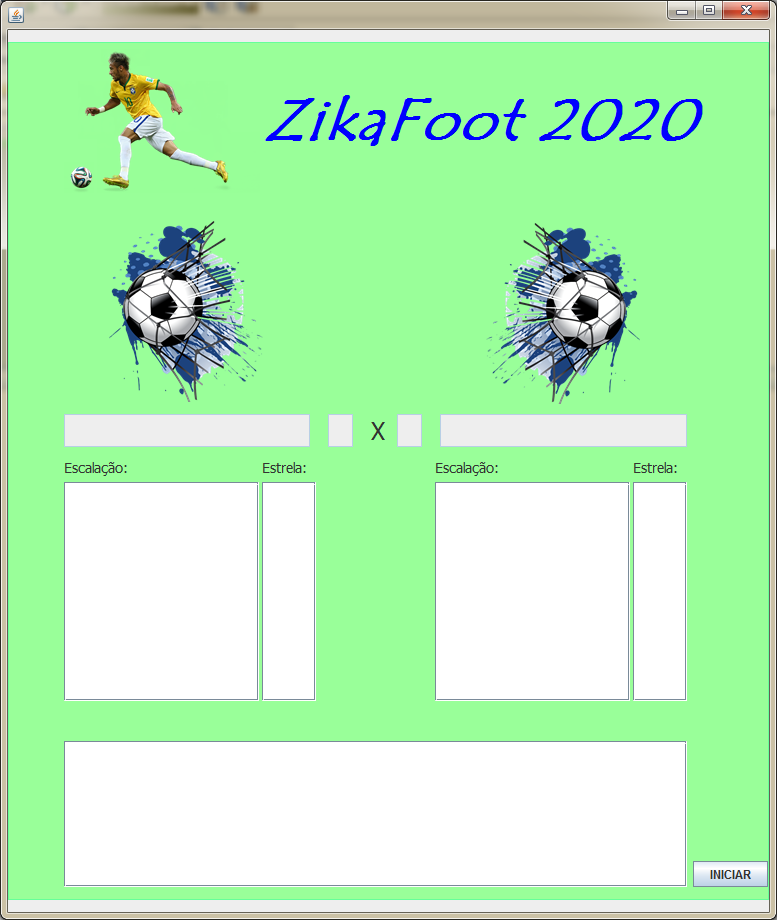 ZikaFoot 2020
X
Escalação: Estrela: Escalação: Estrela:
INICIAR